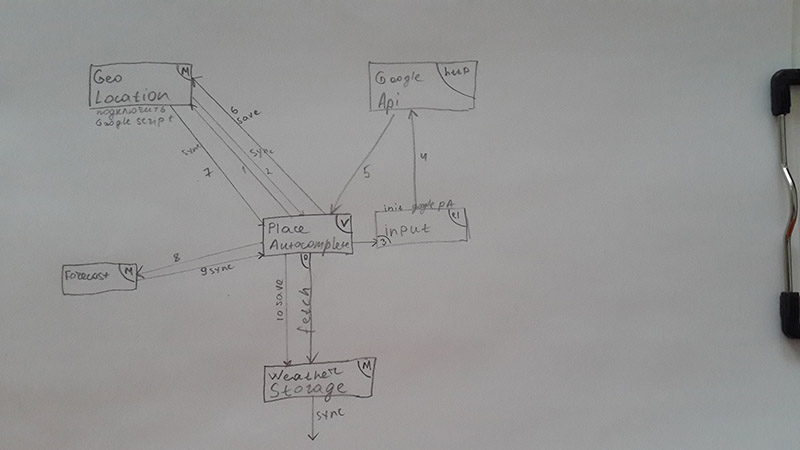 Geo
Location
M
подключить
Google script
Google
Api
http
6
save
sync
7
1
sync
2
5
4
init google PA
input
el
3
Place
Autocomplete
V
0
8
9 sync
Forecast
M
10 save
fetch
Weather
Storage
M
sync